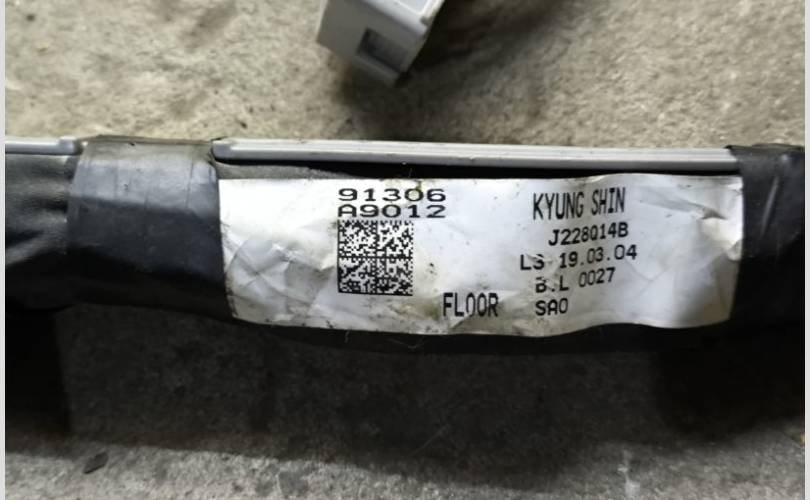 91306
A9012
KYUNG SHIN
J228014B
LS 19.03.04
B.L 0027
FLOOR SAO